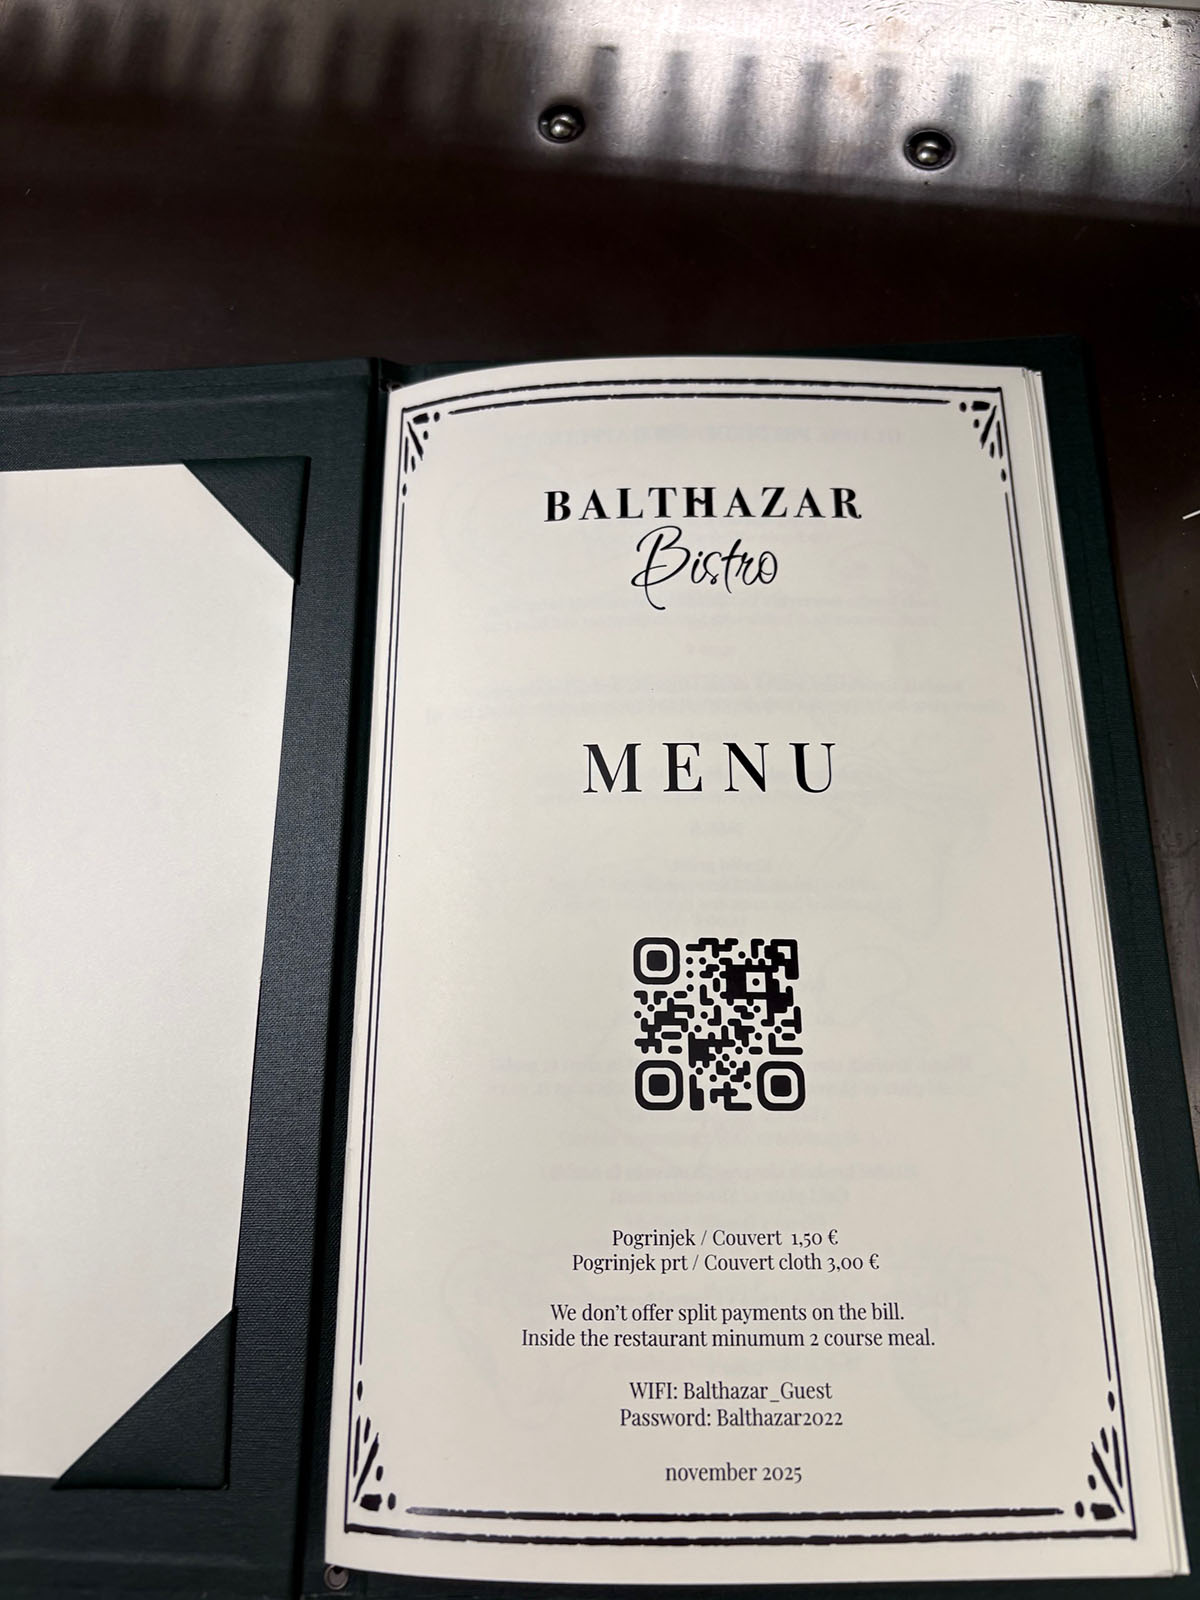 BALTHAZAR
Bistro
MENU
Pogrinjek / Couvert 1,50 €
Pogrinjek prt / Couvert cloth 3,00 €
We don't offer split payments on the bill.
Inside the restaurant minumum 2 course meal.
WIFI: Balthazar_Guest
Password: Balthazar2022
november 2025